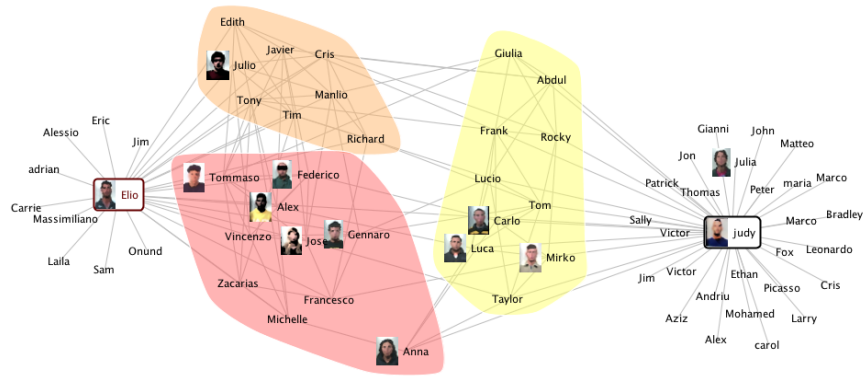 Edith
Javier
Cris
Julio
Manlio
Tony
Tim
Richard
Giulia
Abdul
Frank
Rocky
Lucio
Tom
Carlo
Luca
Mirko
Taylor
Eric
Alessio
Jim
adrian
Elio
Carrie
Massimiliano
Onund
Laila
Sam
Tommaso
Federico
Alex
Vincenzo
Jose
Gennaro
Zacarias
Francesco
Michelle
Anna
Gianni
John
Matteo
Jon
Julia
Patrick
Thomas
Peter
maria
Marco
Sally
Victor
judy
Marco
Bradley
Fox
Leonardo
Jim
Victor
Ethan
Picasso
Cris
Andriu
Mohamed
Larry
Aziz
Alex
carol